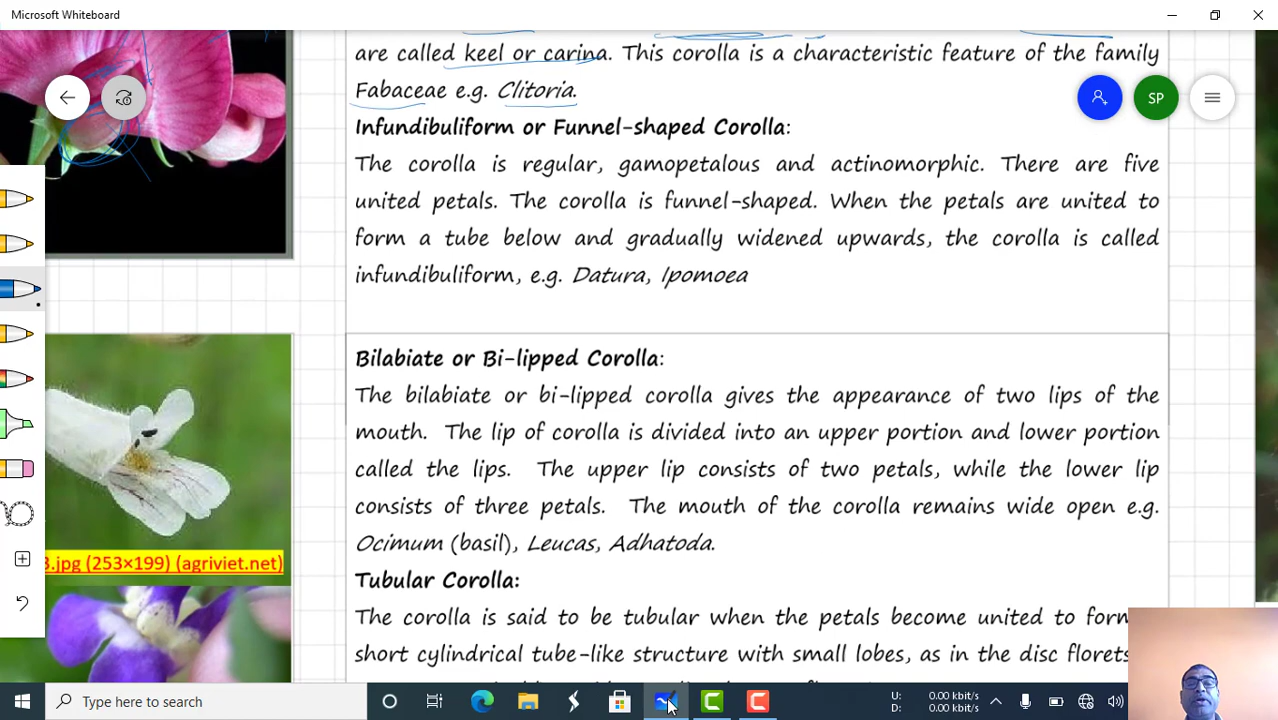 Microsoft Whiteboard
are called keel or carina. This corolla is a characteristic feature of the family
Fabaceae e.g. Clitoria.
SP
Infundibuliform or Funnel-shaped Corolla:
The corolla is regular, gamopetalous and actinomorphic. There are five
united petals. The corolla is funnel-shaped. When the petals are united to
form a tube below and gradually widened upwards, the corolla is called
infundibuliform, e.g. Datura, Ipomoea
Bilabiate or Bi-lipped Corolla:
The bilabiate or bi-lipped corolla gives the appearance of two lips of the
mouth. The lip of corolla is divided into an upper portion and lower portion
called the lips. The upper lip consists of two petals, while the lower lip
consists of three petals. The mouth of the corolla remains wide open e.g.
Ocimum (basil), Leucas, Adhatoda.
3.jpg (253×199) (agriviet.net)
Tubular Corolla:
The corolla is said to be tubular when the petals become united to form
short cylindrical tube-like structure with small lobes, as in the disc florets
Type here to search
U: 0.00 kbit/s
D: 0.00 kbit/s